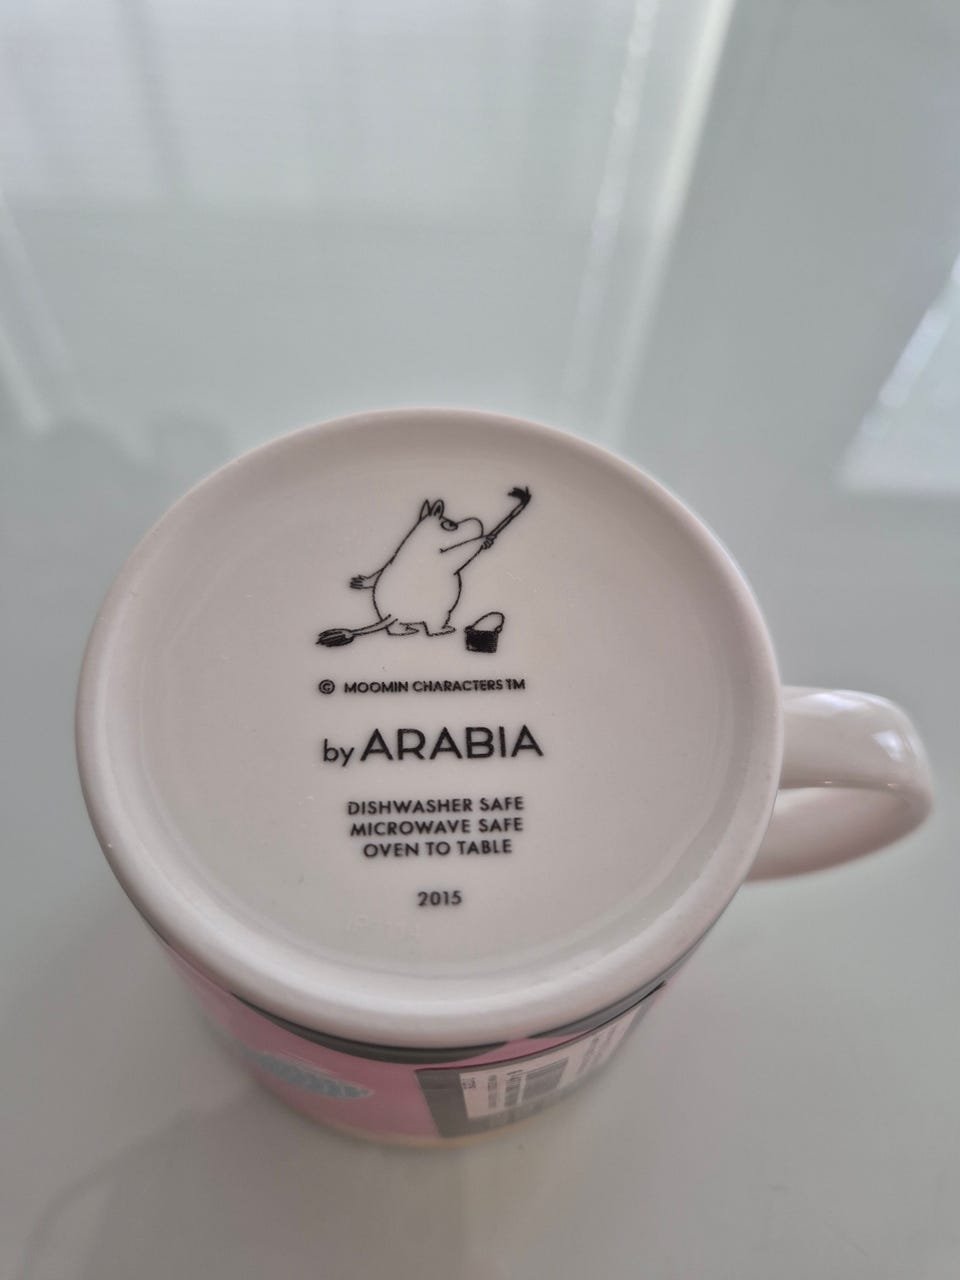 © MOOMIN CHARACTERS™
by ARABIA
DISHWASHER SAFE
MICROWAVE SAFE
OVEN TO TABLE
2015